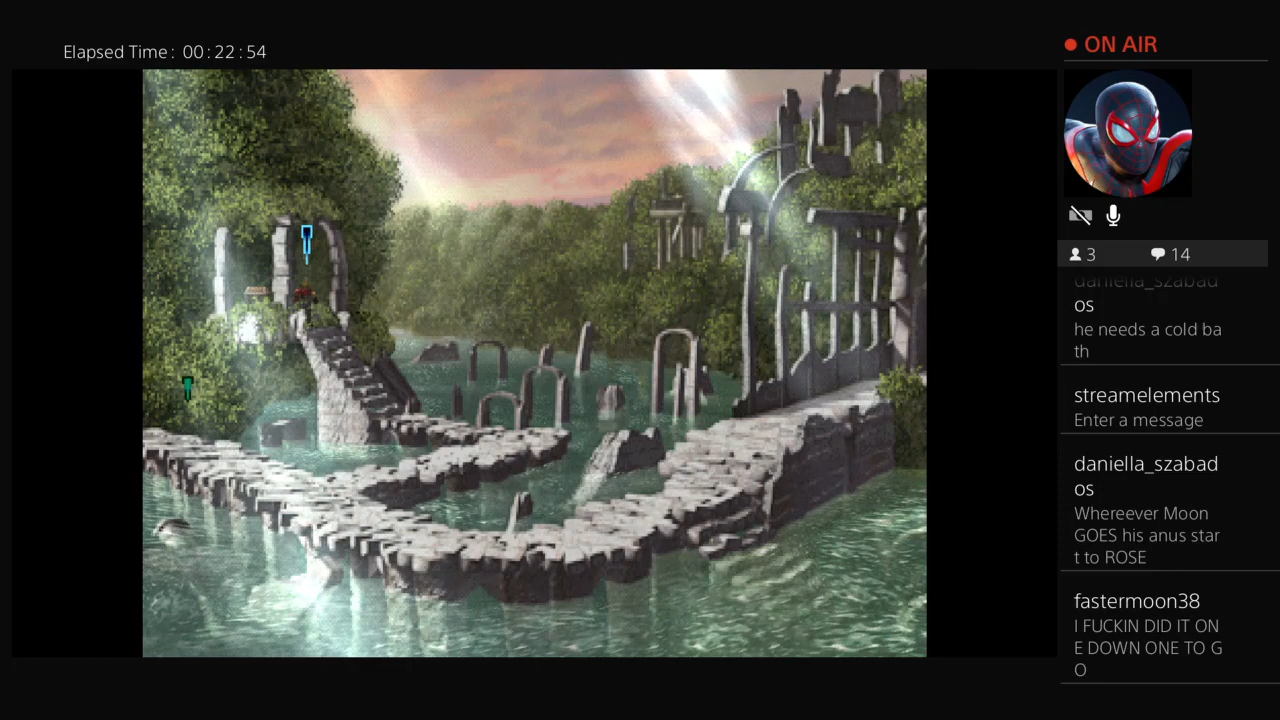 Elapsed Time: 00:22:54
ON AIR
3
14
daniella_szabad
os
he needs a cold ba
th
streamelements
Enter a message
daniella_szabad
os
Whereever Moon
GOES his anus star
t to ROSE
fastermoon38
I FUCKIN DID IT ON
E DOWN ONE TO G
O